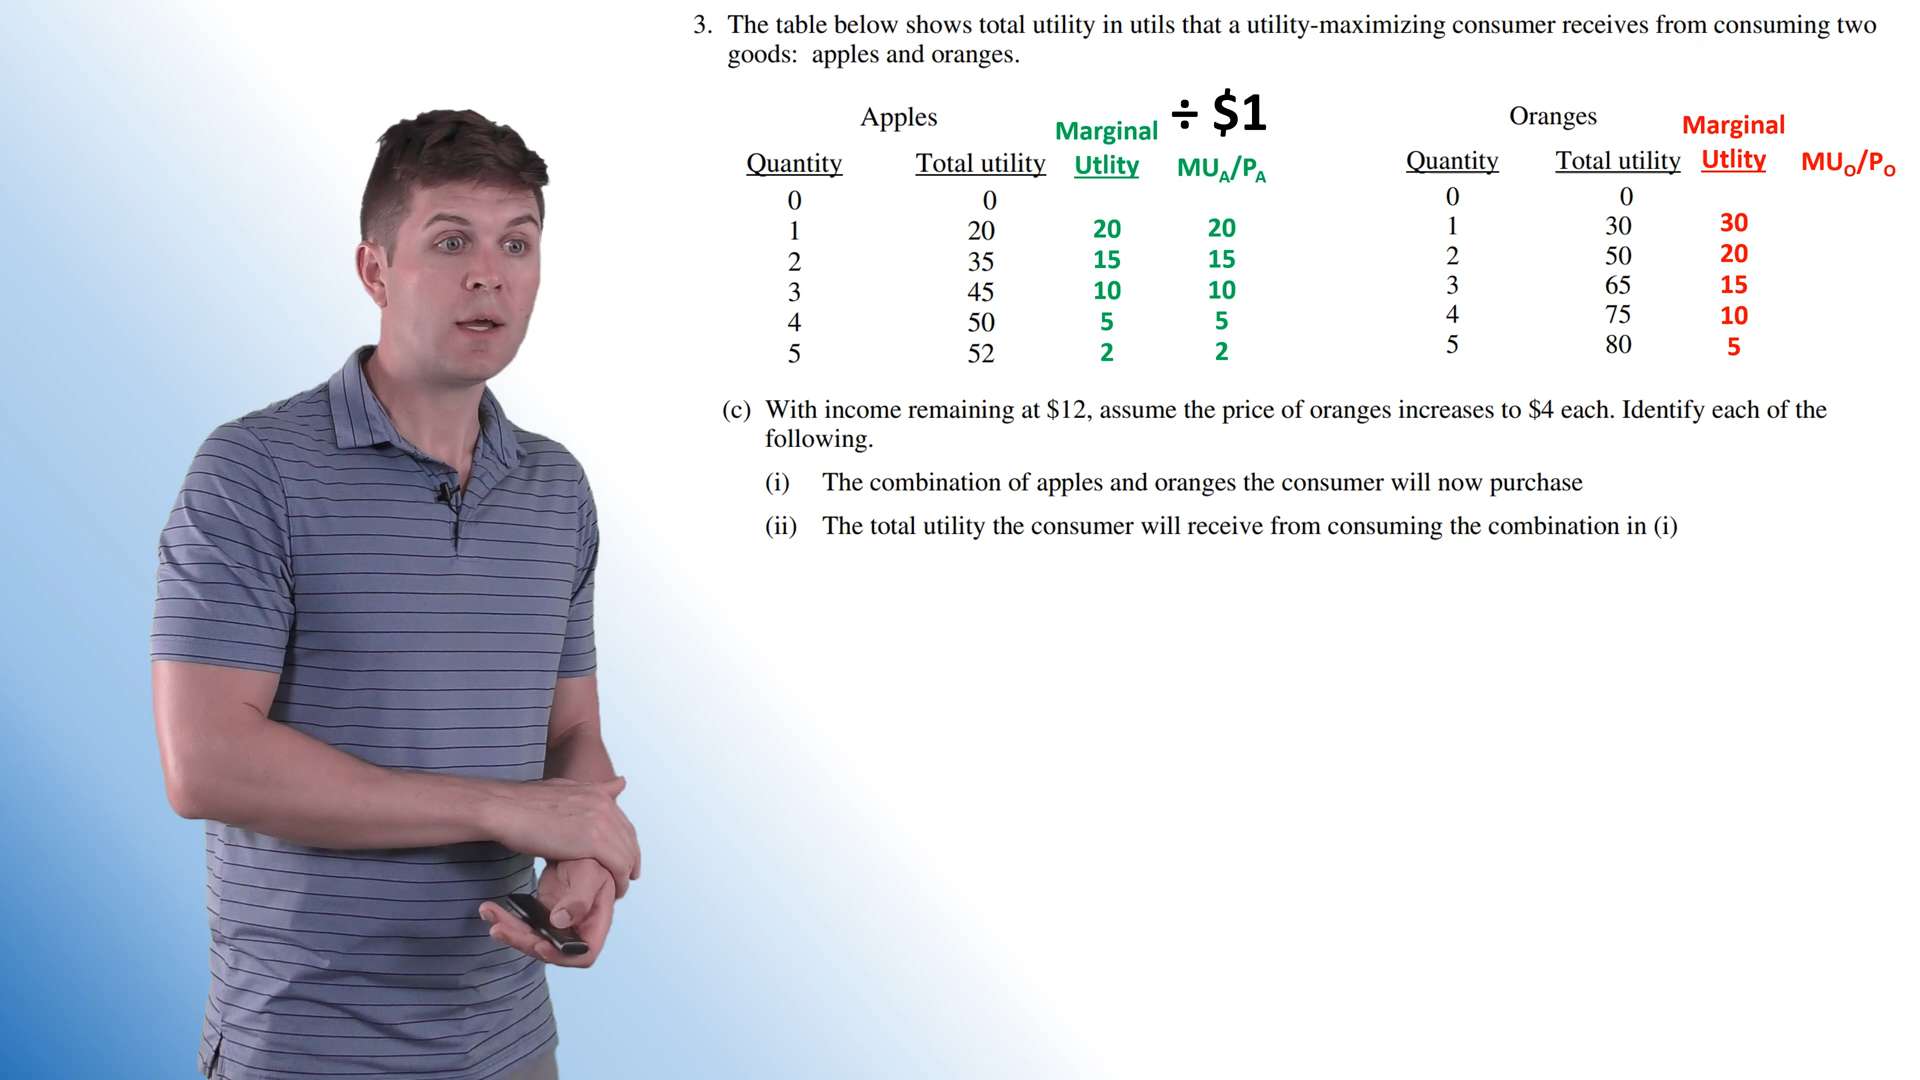 3. The table below shows total utility in utils that a utility-maximizing consumer receives from consuming two
goods: apples and oranges.
Apples Marginal ÷ $1 Oranges Marginal
Quantity Total utility Utlity MUA/PA Quantity Total utility Utlity MUO/PO
0 0 0 0
1 20 20 20 1 30 30
2 35 15 15 2 50 20
3 45 10 10 3 65 15
4 50 5 5 4 75 10
5 52 2 2 5 80 5
(c) With income remaining at $12, assume the price of oranges increases to $4 each. Identify each of the
following.
(i) The combination of apples and oranges the consumer will now purchase
(ii) The total utility the consumer will receive from consuming the combination in (i)